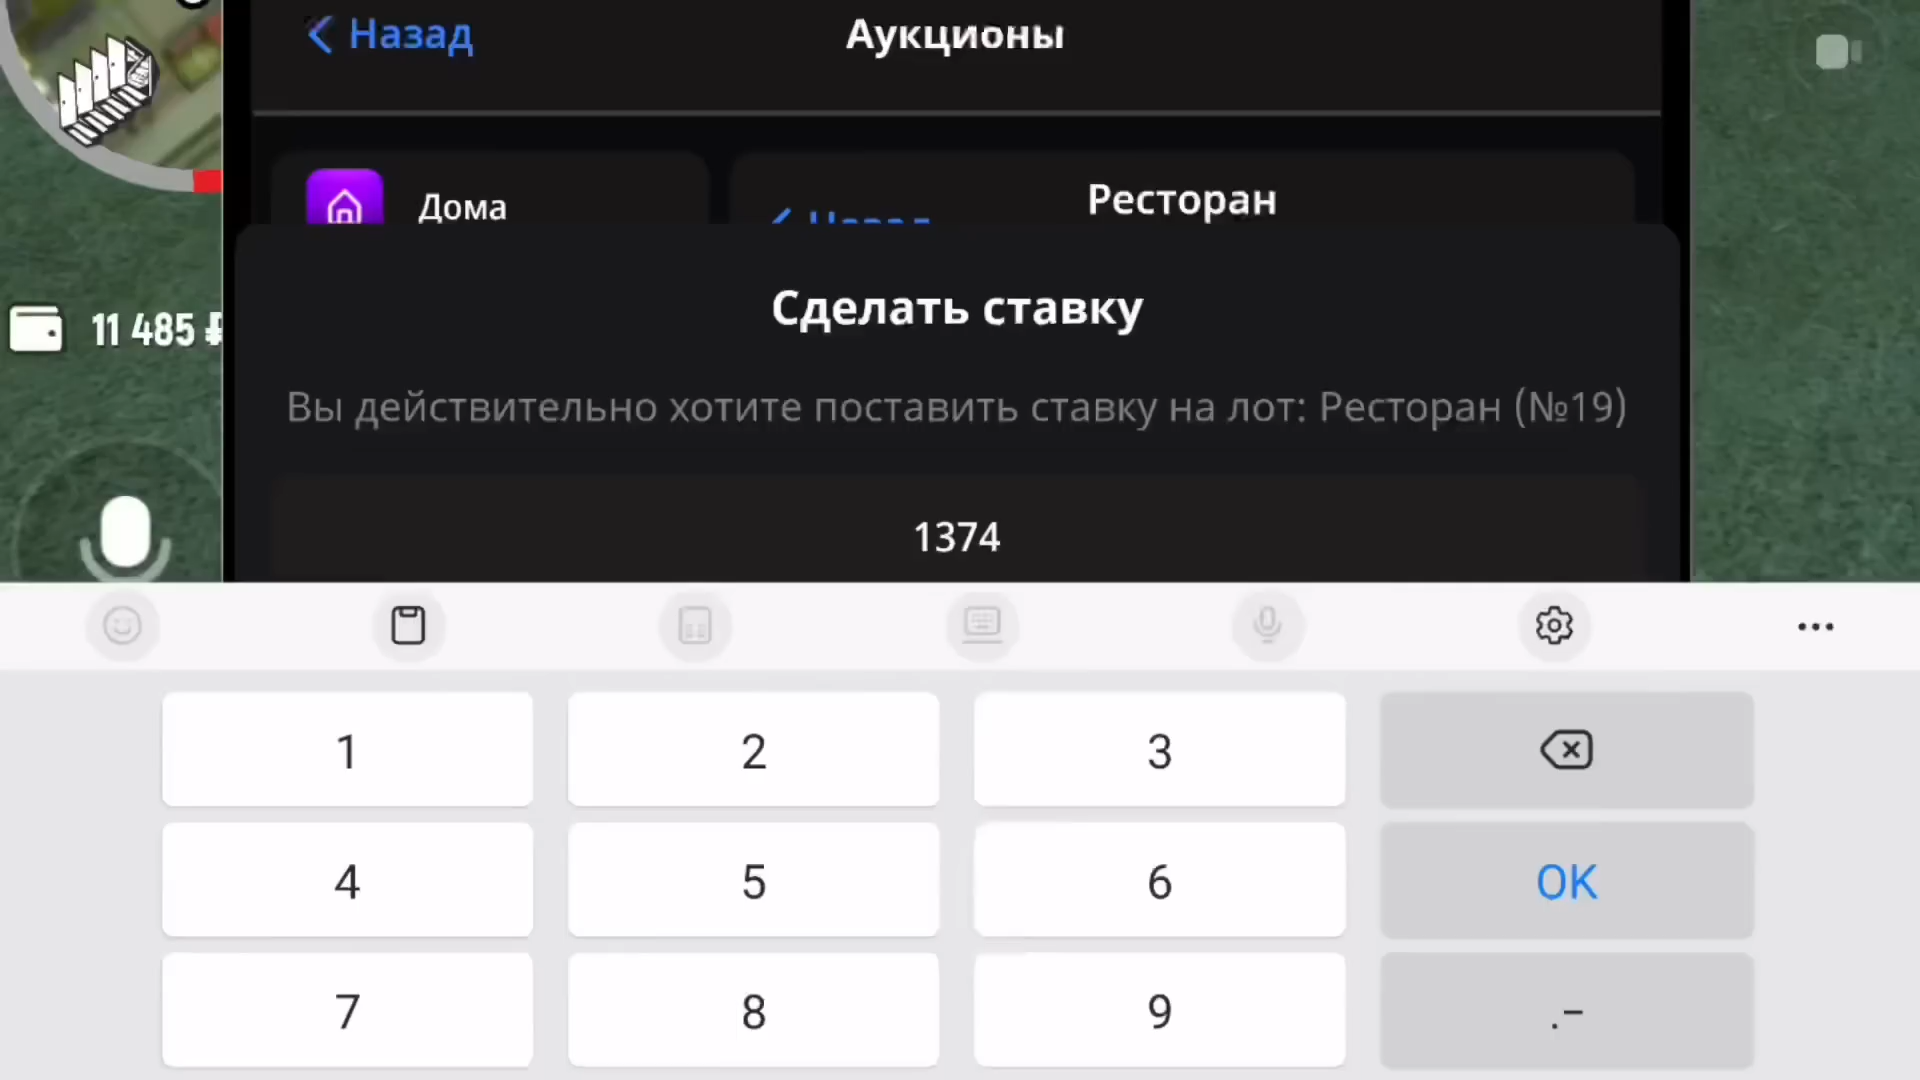 Назад
Аукционы
Дома
Назад
Ресторан
Сделать ставку
11 485 ₽
Вы действительно хотите поставить ставку на лот: Ресторан (№19)
1374
1
2
3
4
5
6
OK
7
8
9
.-